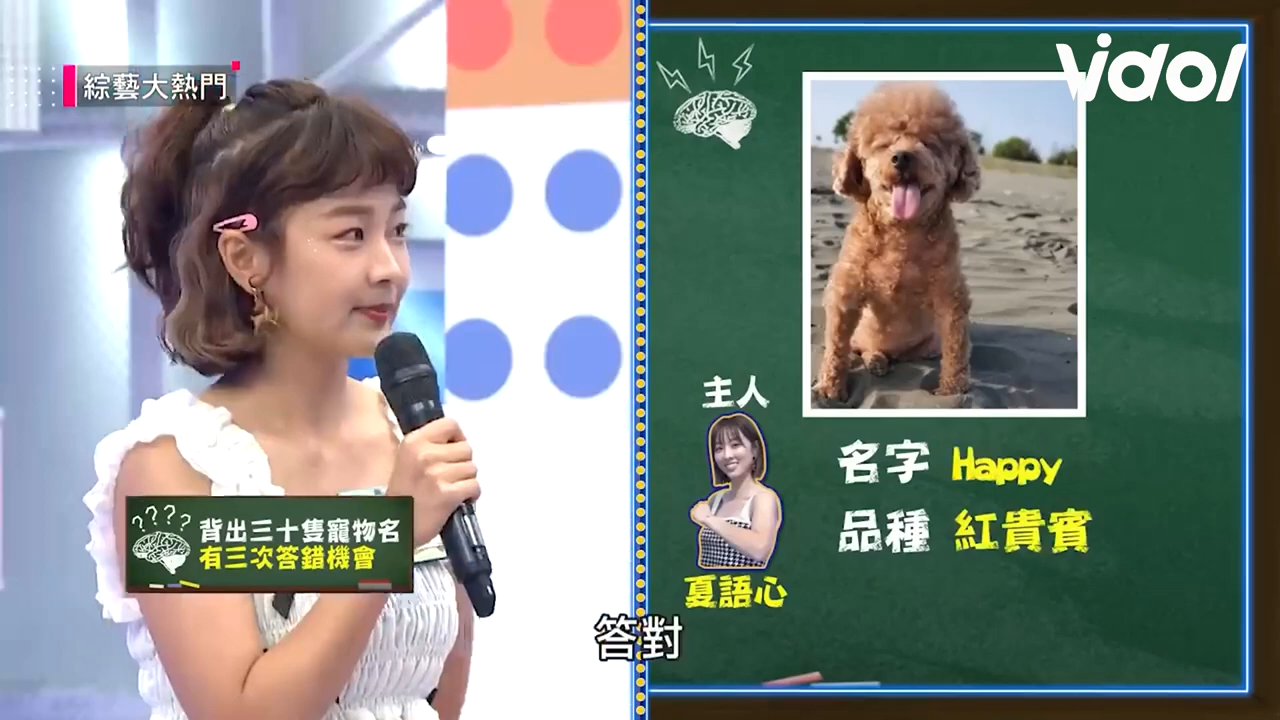 綜藝大熱門
vidol
主人
夏語心
名字 Happy
品種 紅貴賓
????
背出三十隻寵物名
有三次答錯機會
答對